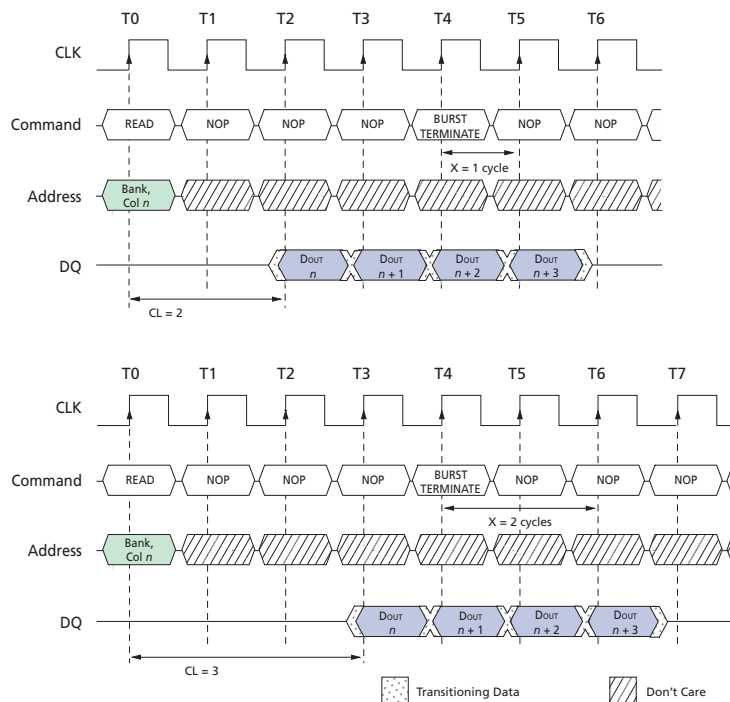 T0 T1 T2 T3 T4 T5 T6
CLK
Command READ NOP NOP NOP BURST TERMINATE NOP NOP
X = 1 cycle
Address Bank, Col n
DQ DOUT n DOUT n + 1 DOUT n + 2 DOUT n + 3
CL = 2
T0 T1 T2 T3 T4 T5 T6 T7
CLK
Command READ NOP NOP NOP BURST TERMINATE NOP NOP NOP
X = 2 cycles
Address Bank, Col n
DQ DOUT n DOUT n + 1 DOUT n + 2 DOUT n + 3
CL = 3
Transitioning Data Don't Care